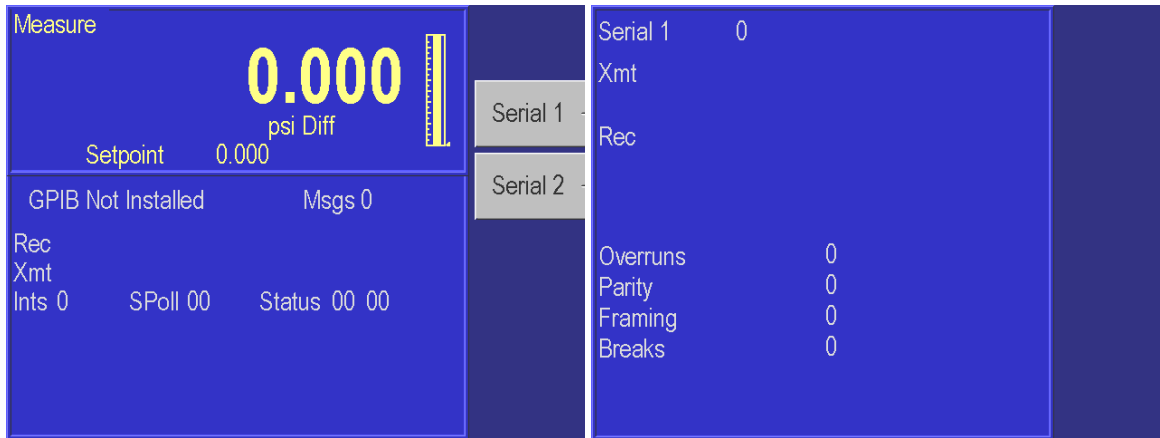 Measure
0.000
psi Diff
Setpoint 0.000
GPIB Not Installed Msgs 0
Rec
Xmt
Ints 0 SPoll 00 Status 00 00
Serial 1
Serial 2
Serial 1 0
Xmt
Rec
Overruns 0
Parity 0
Framing 0
Breaks 0